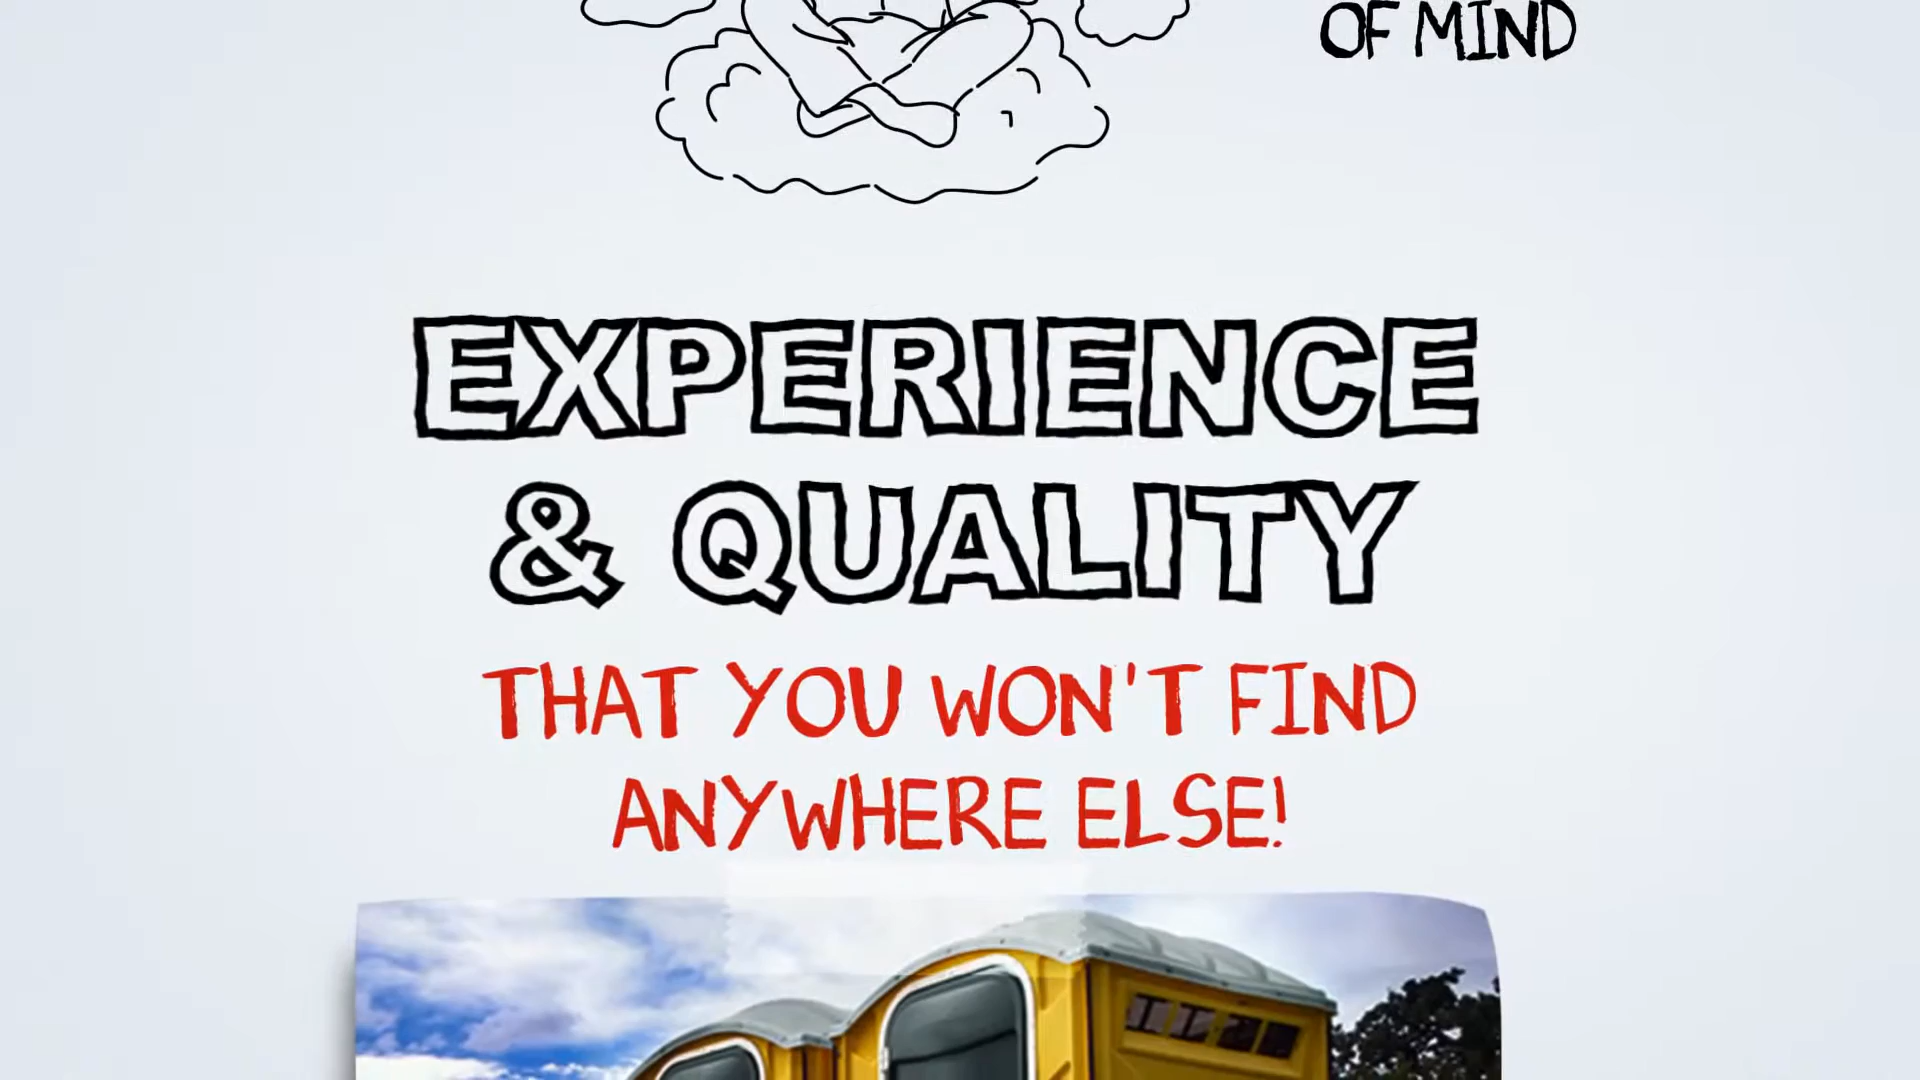 OF MIND
EXPERIENCE
& QUALITY
THAT YOU WON'T FIND
ANYWHERE ELSE!